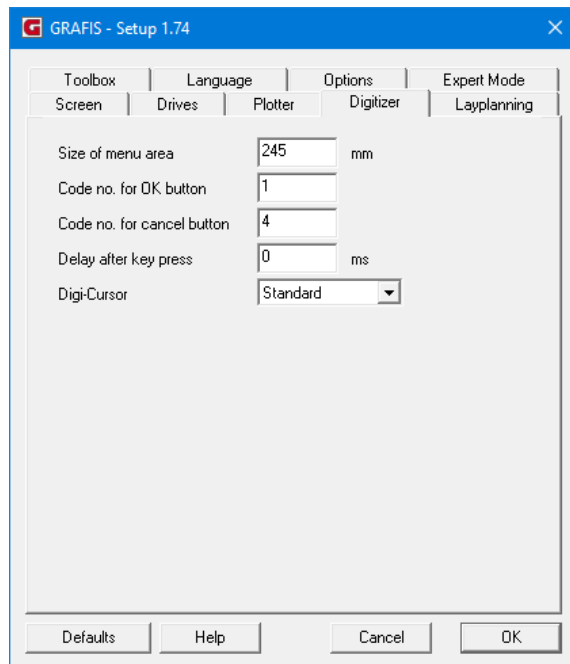 GRAFIS - Setup 1.74
Toolbox Language Options Expert Mode
Screen Drives Plotter Digitizer Layplanning
Size of menu area 245 mm
Code no. for OK button 1
Code no. for cancel button 4
Delay after key press 0 ms
Digi-Cursor Standard
Defaults Help Cancel OK